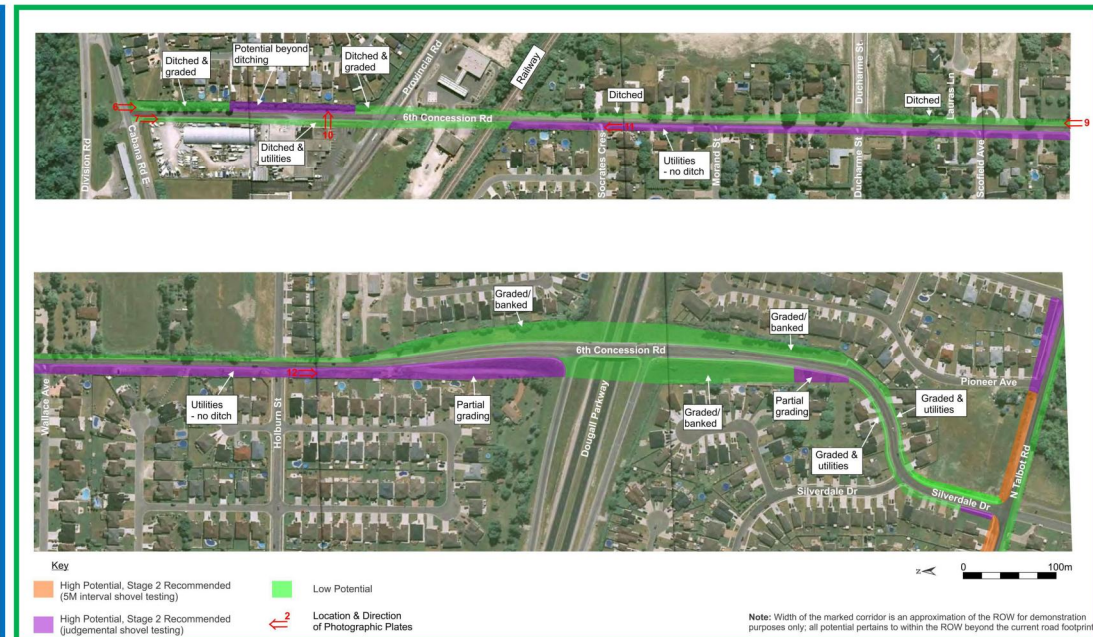 Ditched &
graded
Potential beyond
ditching
Ditched &
graded
Provincial Rd
Railway
Ditched
Ducharme St.
Lauras Ln
Ditched
8
7
Division Rd
Cabana Rd E
10
Ditched &
utilities
6th Concession Rd
Socrates Cres
11
Utilities
- no ditch
Morand St
Ducharme St.
Scofield Ave
9
Graded/
banked
Graded/
banked
6th Concession Rd
Wallace Ave
Utilities
- no ditch
Holburn St
12
Partial
grading
Dougall Parkway
Graded/
banked
Partial
grading
Pioneer Ave
Graded &
utilities
Graded &
utilities
Silverdale Dr
Silverdale Dr
N Talbot Rd
Key
High Potential, Stage 2 Recommended
(5M interval shovel testing)
High Potential, Stage 2 Recommended
(judgemental shovel testing)
Low Potential
2
Location & Direction
of Photographic Plates
z
0
100m
Note: Width of the marked corridor is an approximation of the ROW for demonstration
purposes only; all potential pertains to within the ROW beyond the current road footprint